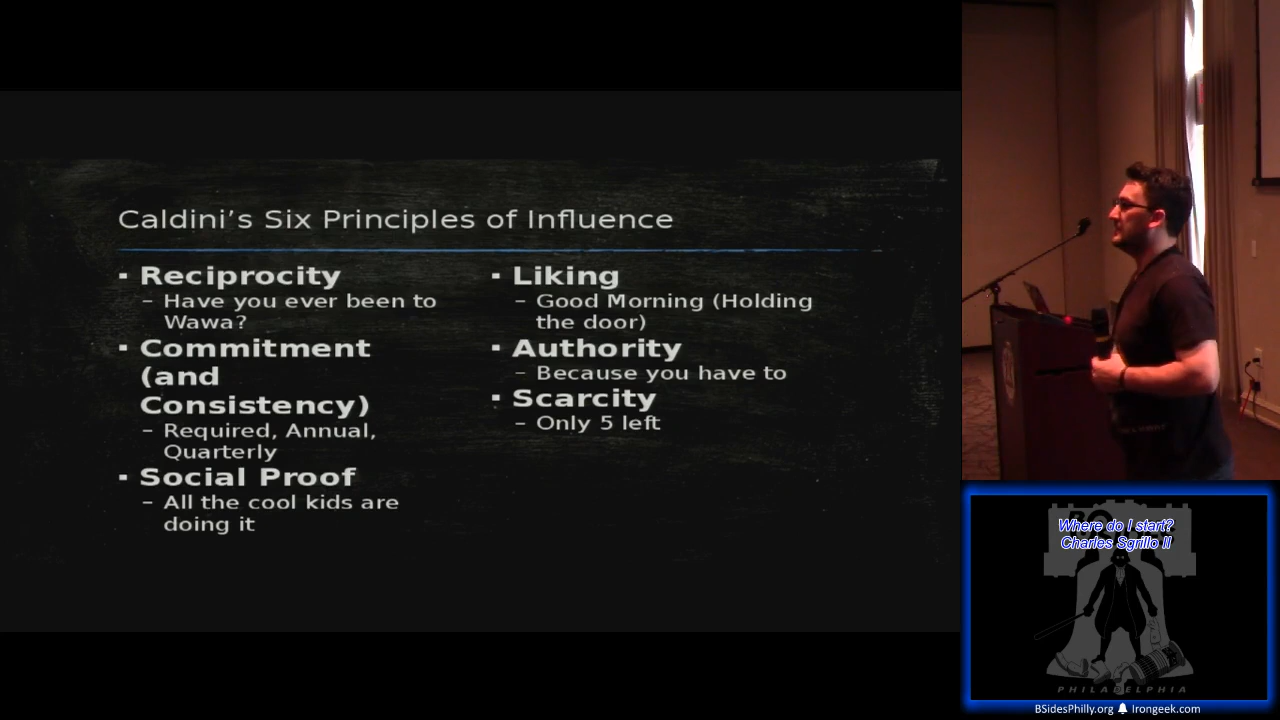 Caldini’s Six Principles of Influence
▪ Reciprocity
– Have you ever been to
Wawa?
▪ Commitment
(and
Consistency)
– Required, Annual,
Quarterly
▪ Social Proof
– All the cool kids are
doing it
▪ Liking
– Good Morning (Holding
the door)
▪ Authority
– Because you have to
▪ Scarcity
– Only 5 left
Where do I start?
Charles Sgrillo II
PHILADELPHIA
BSidesPhilly.org Irongeek.com